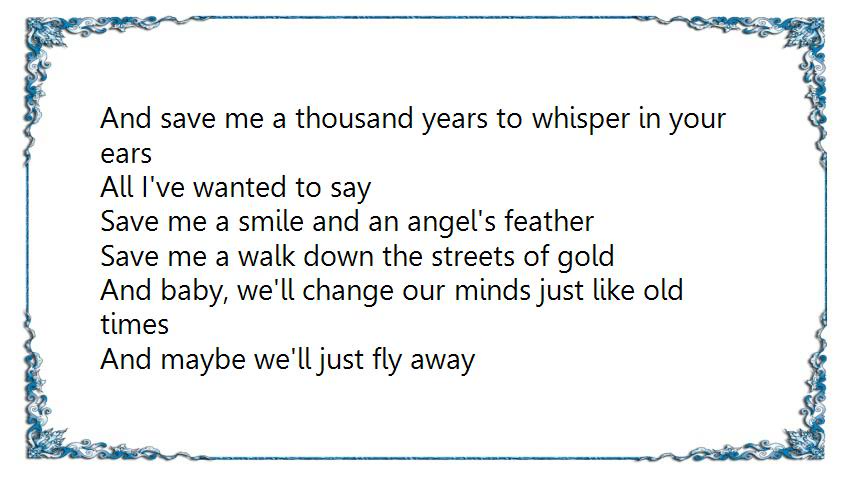 And save me a thousand years to whisper in your
ears
All I've wanted to say
Save me a smile and an angel's feather
Save me a walk down the streets of gold
And baby, we'll change our minds just like old
times
And maybe we'll just fly away